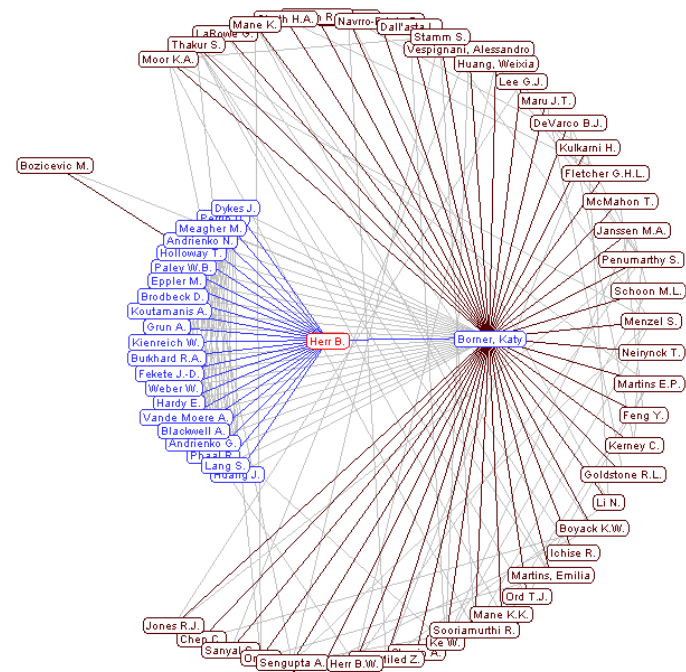 Mane K.
LaRowe G.
Thakur S.
Moor K.A.
Stamm S.
Vespignani, Alessandro
Huang, Weixia
Lee G.J.
Maru J.T.
DeVarco B.J.
Kulkarni H.
Fletcher G.H.L.
McMahon T.
Janssen M.A.
Penumarthy S.
Schoon M.L.
Menzel S.
Neirynck T.
Martins E.P.
Feng Y.
Kerney C.
Goldstone R.L.
Li N.
Boyack K.W.
Ichise R.
Martins, Emilia
Ord T.J.
Mane K.K.
Sooriamurthi R.
Ke W.
Miled Z.
Herr B.W.
Sengupta A.
Chen C.
Jones R.J.
Bozicevic M.
Dykes J.
Meagher M.
Andrienko N.
Holloway T.
Paley W.B.
Eppler M.
Brodbeck D.
Koutamanis A.
Grun A.
Kienreich W.
Burkhard R.A.
Fekete J.-D.
Weber W.
Hardy E.
Vande Moere A.
Blackwell A.
Andrienko G.
Phaal R.
Lang S.
Huang J.
Herr B.
Borner, Katy